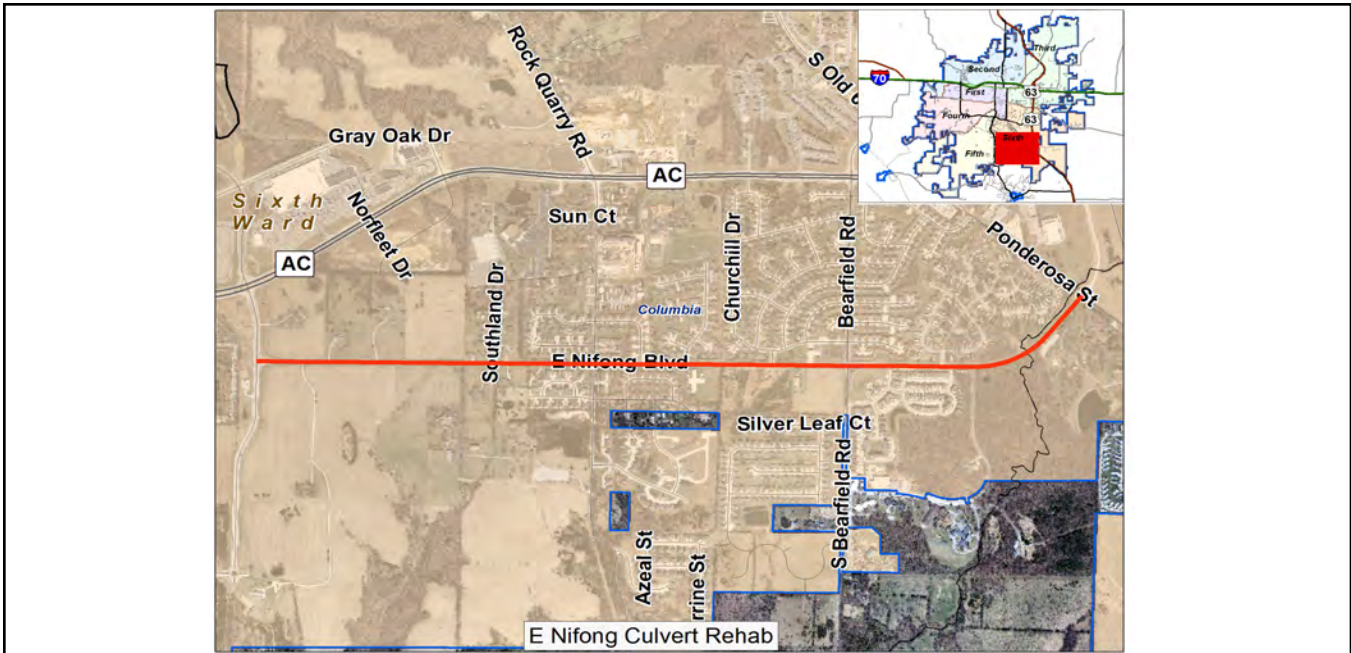 Rock Quarry Rd
S Old 6
Gray Oak Dr
AC
Sixth
Ward
Norfleet Dr
Sun Ct
AC
Southland Dr
Columbia
Churchill Dr
Bearfield Rd
Ponderosa St
E Nifong Blvd
Silver Leaf Ct
S Bearfield Rd
Azeal St
rrine St
E Nifong Culvert Rehab
Third
Second
70
63
First
Fourth
63
Sixth
Fifth